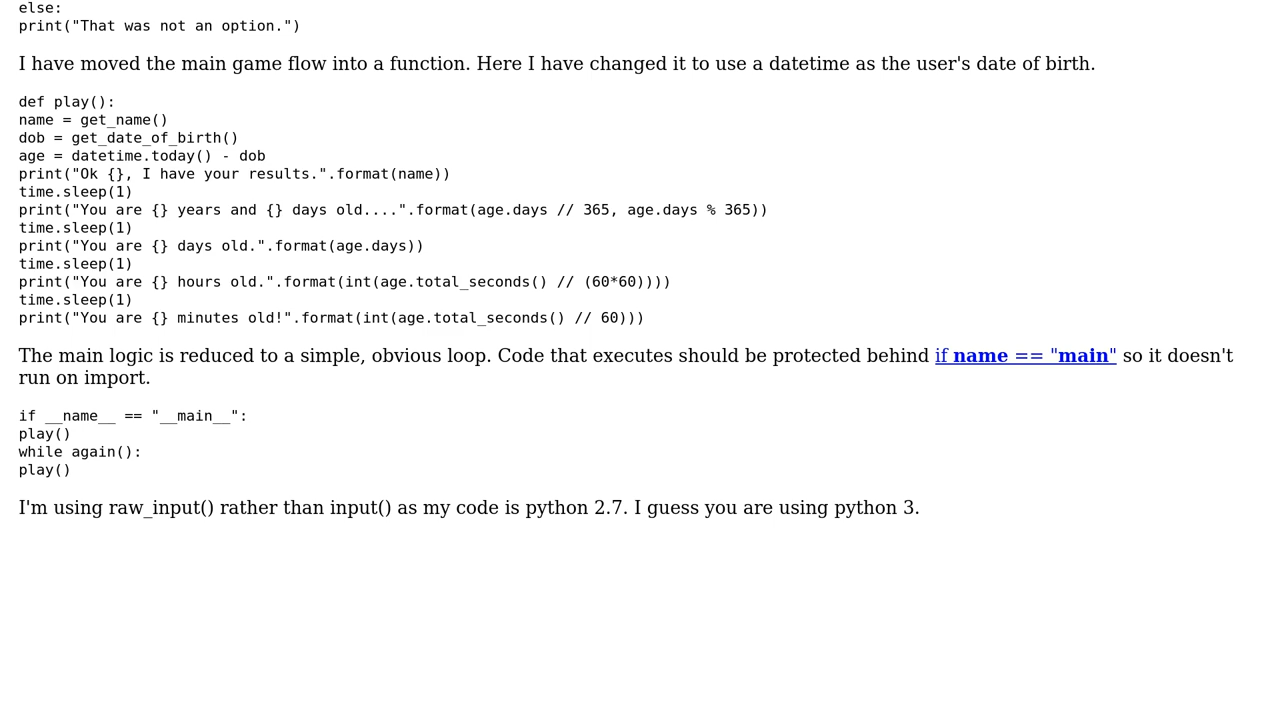 else:
print("That was not an option.")
I have moved the main game flow into a function. Here I have changed it to use a datetime as the user's date of birth.
def play():
name = get_name()
dob = get_date_of_birth()
age = datetime.today() - dob
print("Ok {}, I have your results.".format(name))
time.sleep(1)
print("You are {} years and {} days old....".format(age.days // 365, age.days % 365))
time.sleep(1)
print("You are {} days old.".format(age.days))
time.sleep(1)
print("You are {} hours old.".format(int(age.total_seconds() // (60*60))))
time.sleep(1)
print("You are {} minutes old!".format(int(age.total_seconds() // 60)))
The main logic is reduced to a simple, obvious loop. Code that executes should be protected behind if name == "main" so it doesn't
run on import.
if __name__ == "__main__":
play()
while again():
play()
I'm using raw_input() rather than input() as my code is python 2.7. I guess you are using python 3.